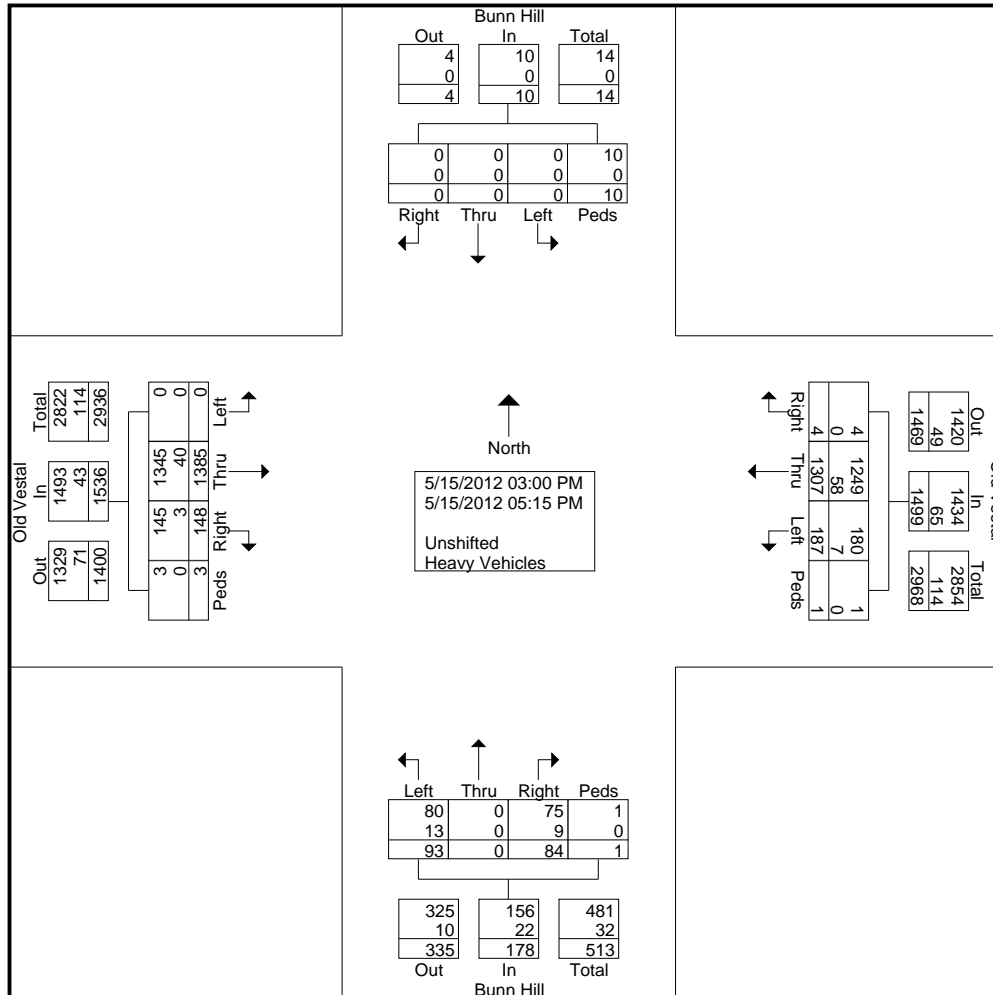 Bunn Hill
Out In Total
4 10 14
0 0 0
4 10 14
0 0 0 10
0 0 0 0
0 0 0 10
Right Thru Left Peds
Old Vestal
Total In Out
2822 1493 1329
114 43 71
2936 1536 1400
0 1345 145 3
0 40 3 0
0 1385 148 3
Left Thru Right Peds
North
5/15/2012 03:00 PM
5/15/2012 05:15 PM
Unshifted
Heavy Vehicles
Right Thru Left Peds
4 1249 180 1
0 58 7 0
4 1307 187 1
Out In Total
1420 1434 2854
49 65 114
1469 1499 2968
Left Thru Right Peds
80 0 75 1
13 0 9 0
93 0 84 1
325 156 481
10 22 32
335 178 513
Out In Total
Bunn Hill